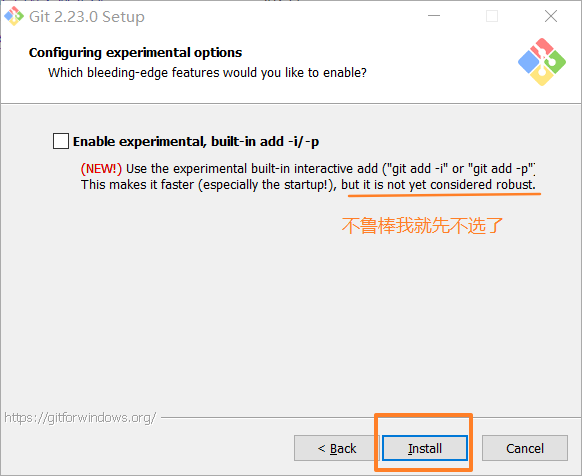 Git 2.23.0 Setup
Configuring experimental options
Which bleeding-edge features would you like to enable?
Enable experimental, built-in add -i/-p
(NEW!) Use the experimental built-in interactive add ("git add -i" or "git add -p")
This makes it faster (especially the startup!), but it is not yet considered robust.
不鲁棒我就先不选了
https://gitforwindows.org/
< Back
Install
Cancel